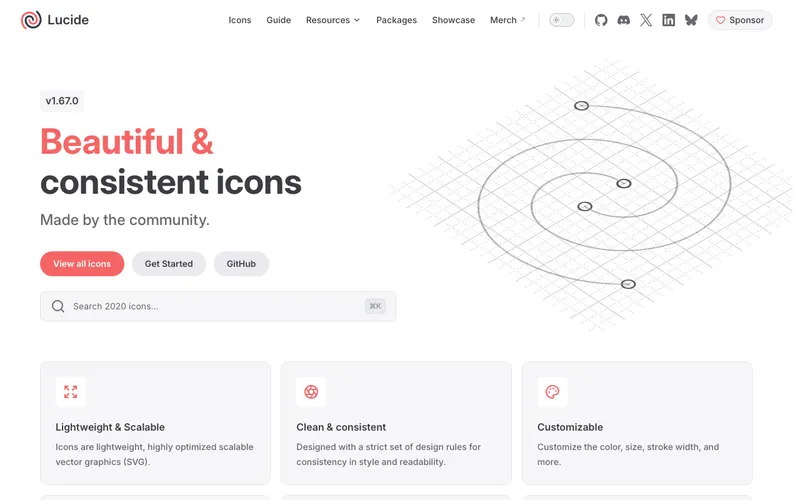 Lucide
Icons Guide Resources Packages Showcase Merch ↗ Sponsor
v1.67.0
Beautiful &
consistent icons
Made by the community.
View all icons Get Started GitHub
Search 2020 icons... ⌘K
Lightweight & Scalable
Icons are lightweight, highly optimized scalable
vector graphics (SVG).
Clean & consistent
Designed with a strict set of design rules for
consistency in style and readability.
Customizable
Customize the color, size, stroke width, and
more.